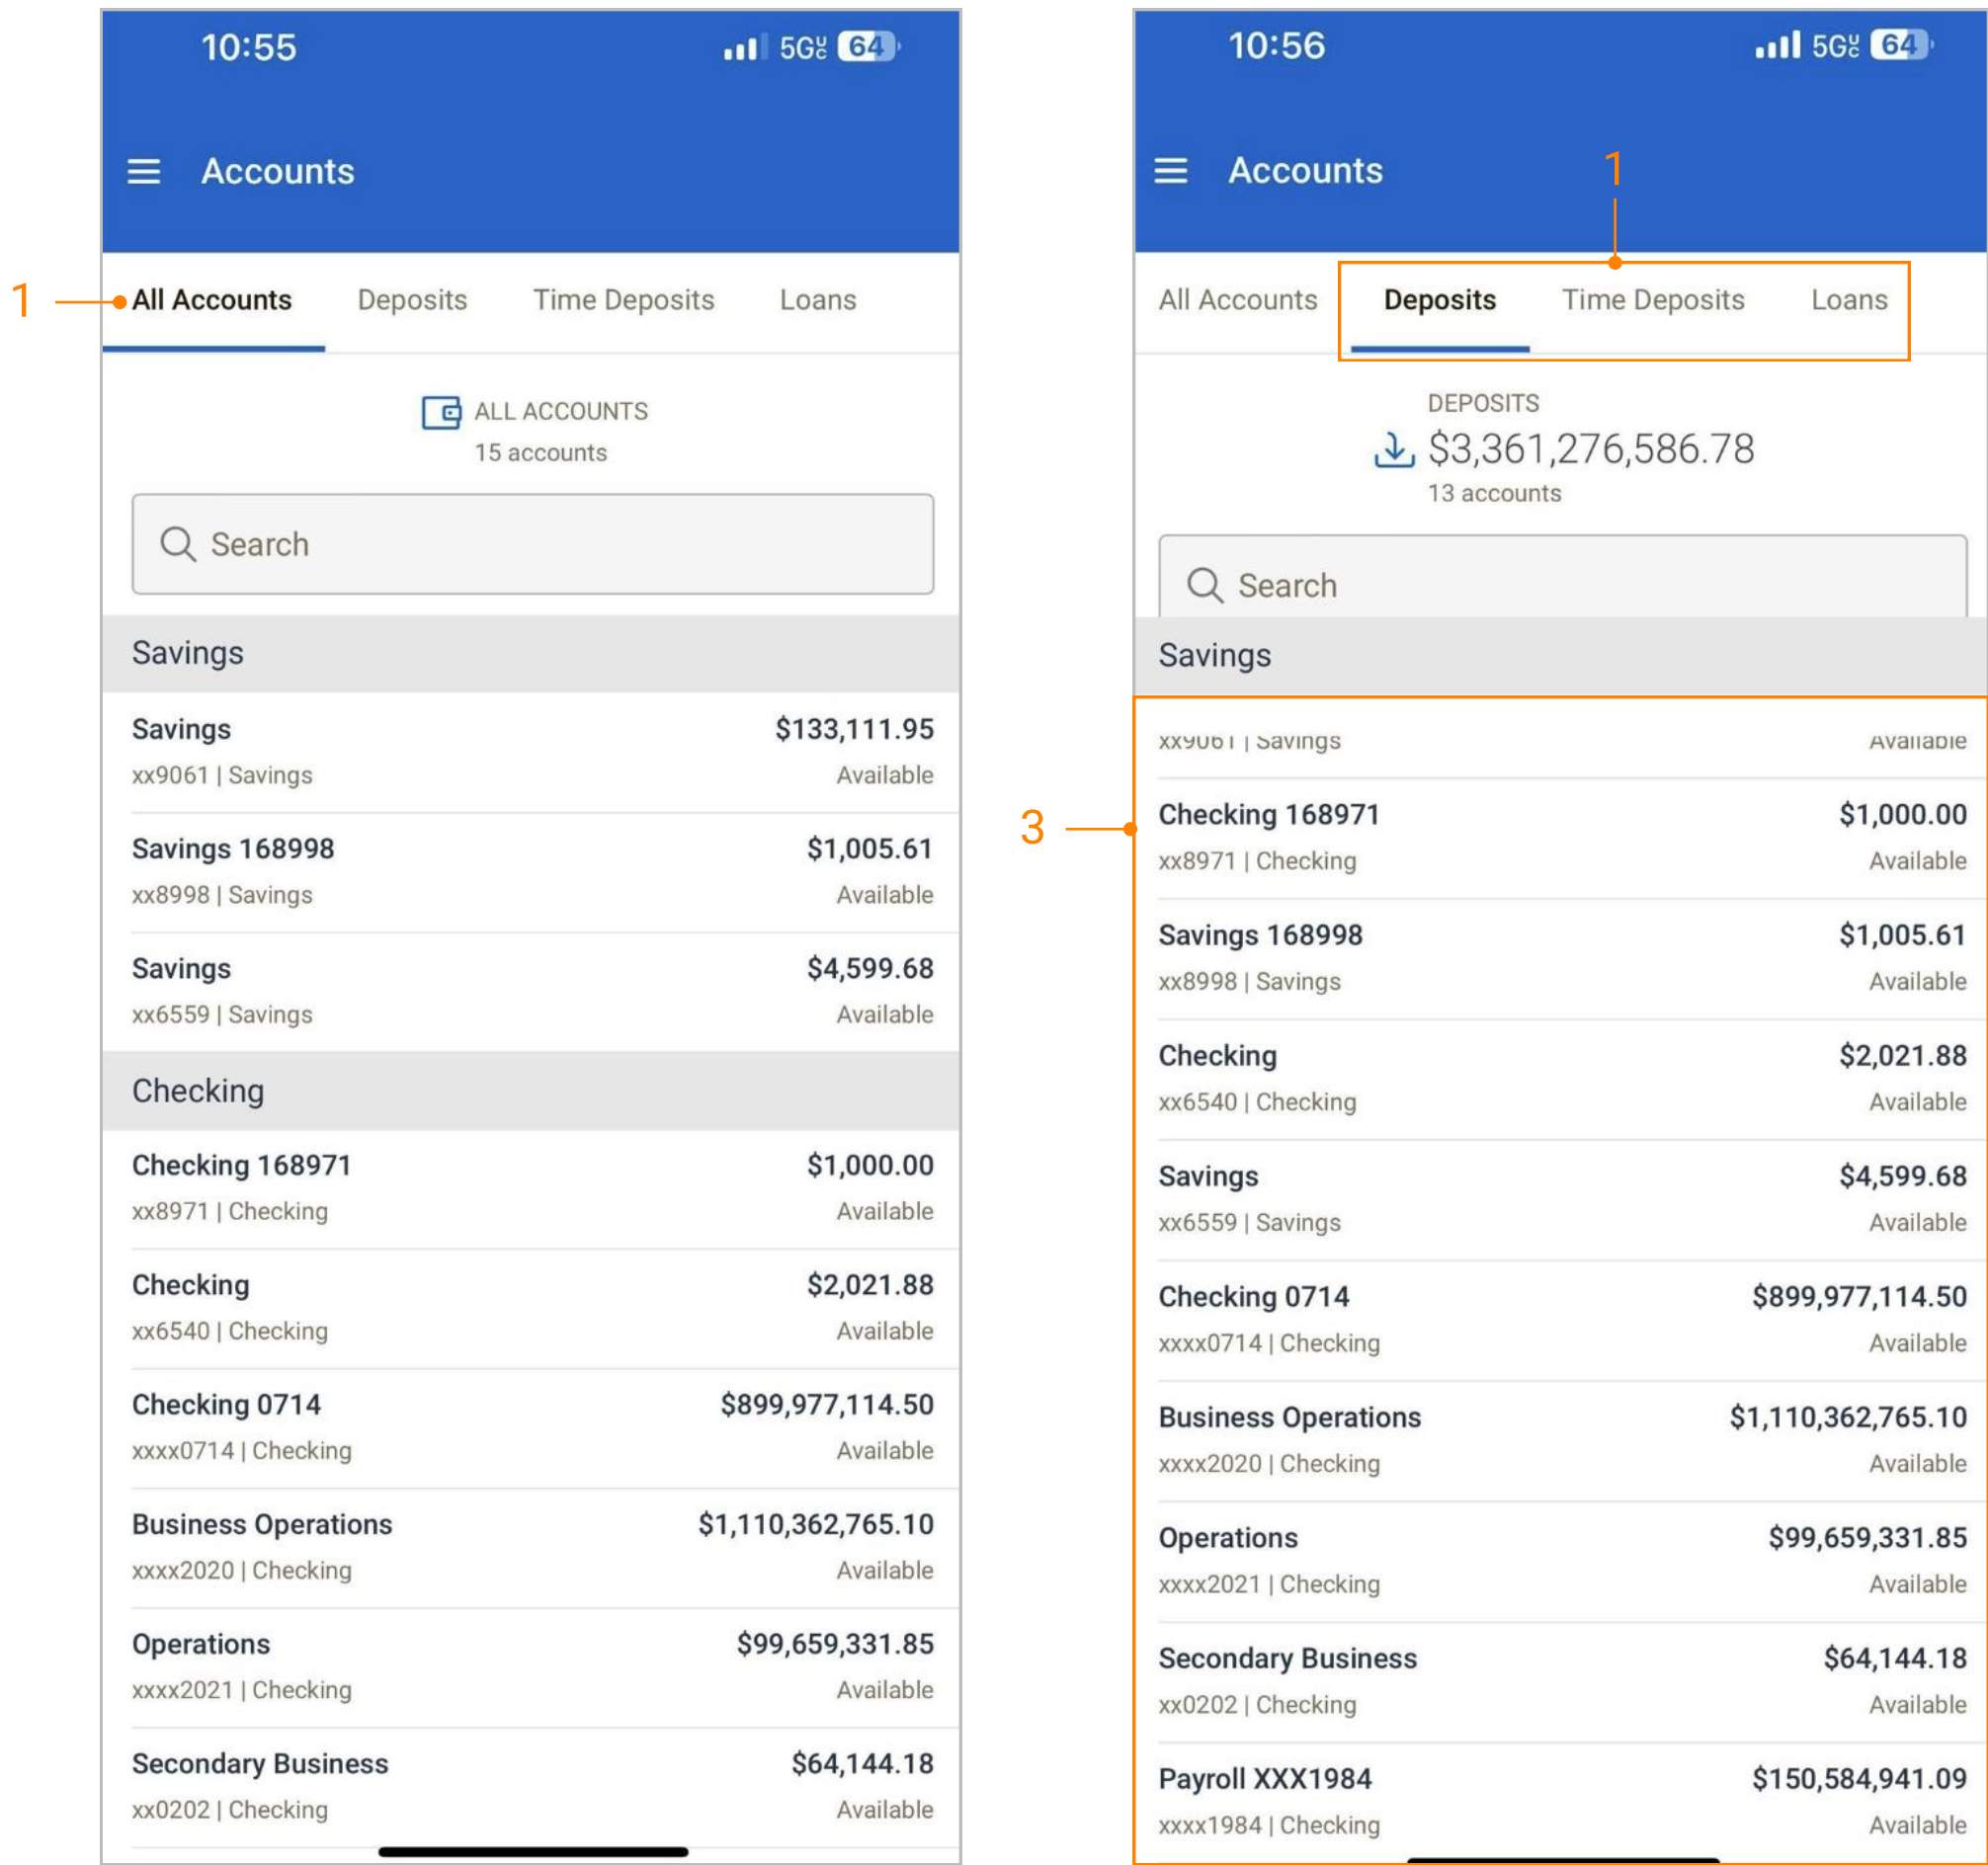 10:55 5G UC 64
Accounts
1
All Accounts Deposits Time Deposits Loans
ALL ACCOUNTS
15 accounts
Search
Savings
Savings $133,111.95
xx9061 | Savings Available
Savings 168998 $1,005.61
xx8998 | Savings Available
Savings $4,599.68
xx6559 | Savings Available
Checking
Checking 168971 $1,000.00
xx8971 | Checking Available
Checking $2,021.88
xx6540 | Checking Available
Checking 0714 $899,977,114.50
xxxx0714 | Checking Available
Business Operations $1,110,362,765.10
xxxx2020 | Checking Available
Operations $99,659,331.85
xxxx2021 | Checking Available
Secondary Business $64,144.18
xx0202 | Checking Available
10:56 5G UC 64
Accounts
1
All Accounts Deposits Time Deposits Loans
DEPOSITS
$3,361,276,586.78
13 accounts
Search
Savings
xx9061 | Savings Available
3
Checking 168971 $1,000.00
xx8971 | Checking Available
Savings 168998 $1,005.61
xx8998 | Savings Available
Checking $2,021.88
xx6540 | Checking Available
Savings $4,599.68
xx6559 | Savings Available
Checking 0714 $899,977,114.50
xxxx0714 | Checking Available
Business Operations $1,110,362,765.10
xxxx2020 | Checking Available
Operations $99,659,331.85
xxxx2021 | Checking Available
Secondary Business $64,144.18
xx0202 | Checking Available
Payroll XXX1984 $150,584,941.09
xxxx1984 | Checking Available